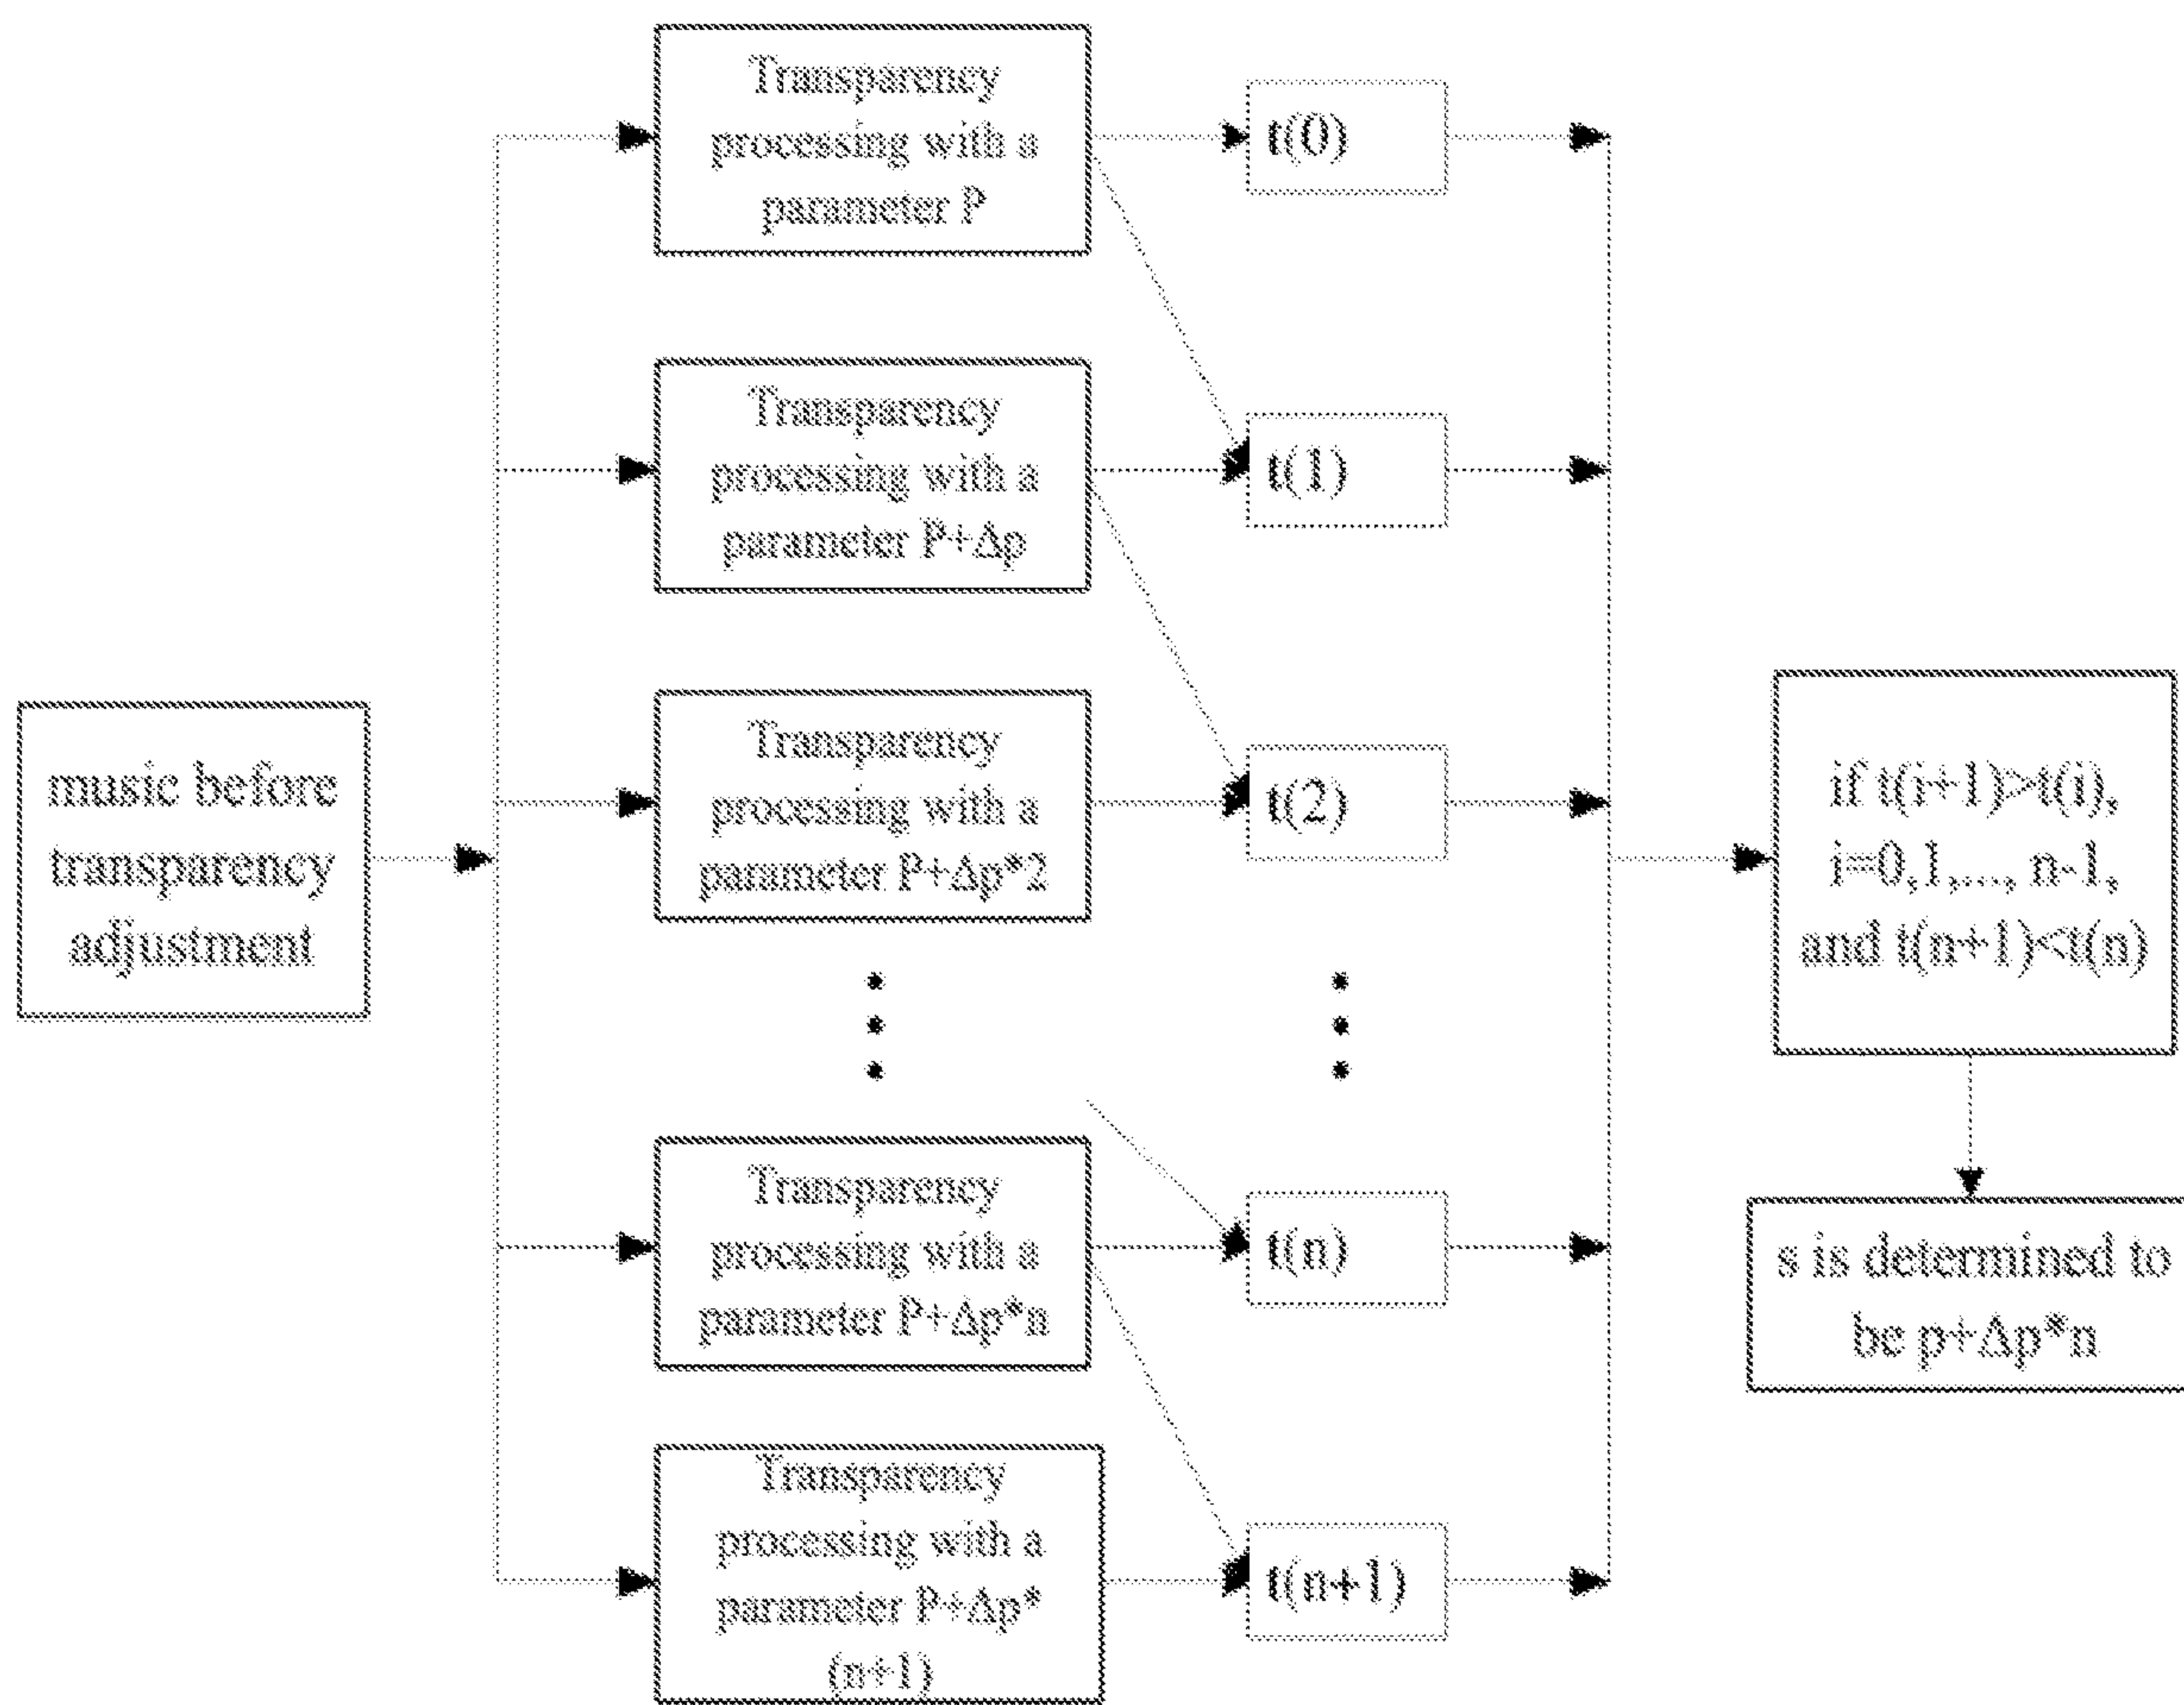 Transparency
processing with a
parameter P
t(0)
Transparency
processing with a
parameter P+Δp
t(1)
music before
transparency
adjustment
Transparency
processing with a
parameter P+Δp*2
t(2)
if t(i+1)>t(i),
i=0,1,..., n-1,
and t(n+1)<t(n)
Transparency
processing with a
parameter P+Δp*n
t(n)
s is determined to
be p+Δp*n
Transparency
processing with a
parameter P+Δp*
(n+1)
t(n+1)